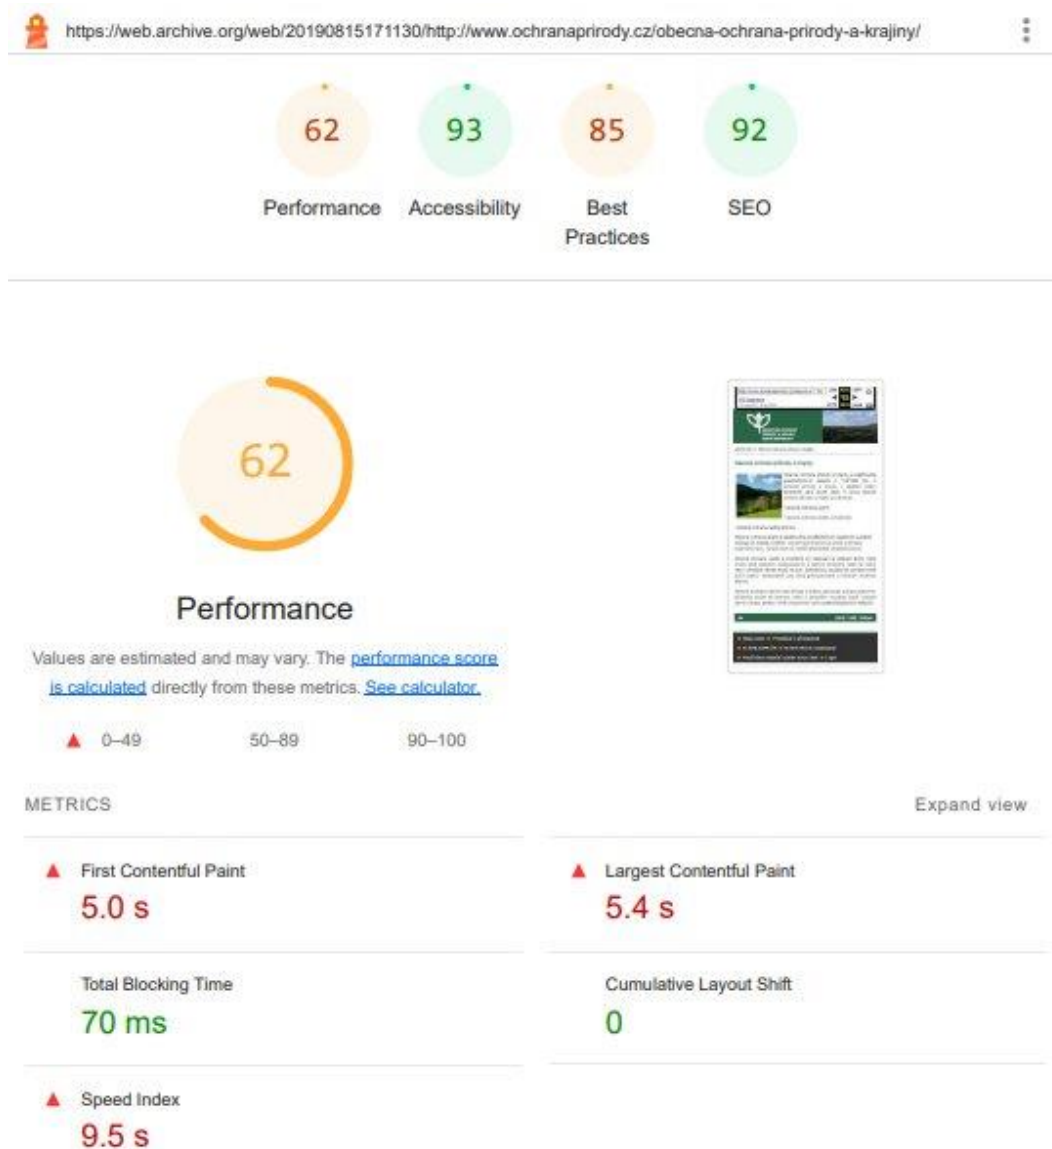 https://web.archive.org/web/20190815171130/http://www.ochranaprirody.cz/obecna-ochrana-prirody-a-krajiny/
62
93
85
92
Performance
Accessibility
Best
Practices
SEO
62
Performance
Values are estimated and may vary. The performance score
is calculated directly from these metrics. See calculator.
0–49
50–89
90–100
METRICS
Expand view
First Contentful Paint
5.0 s
Largest Contentful Paint
5.4 s
Total Blocking Time
70 ms
Cumulative Layout Shift
0
Speed Index
9.5 s